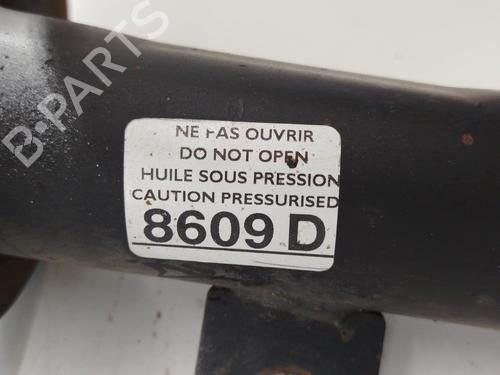 B-PARTS
NE PAS OUVRIR
DO NOT OPEN
HUILE SOUS PRESSION
CAUTION PRESSURISED
8609 D